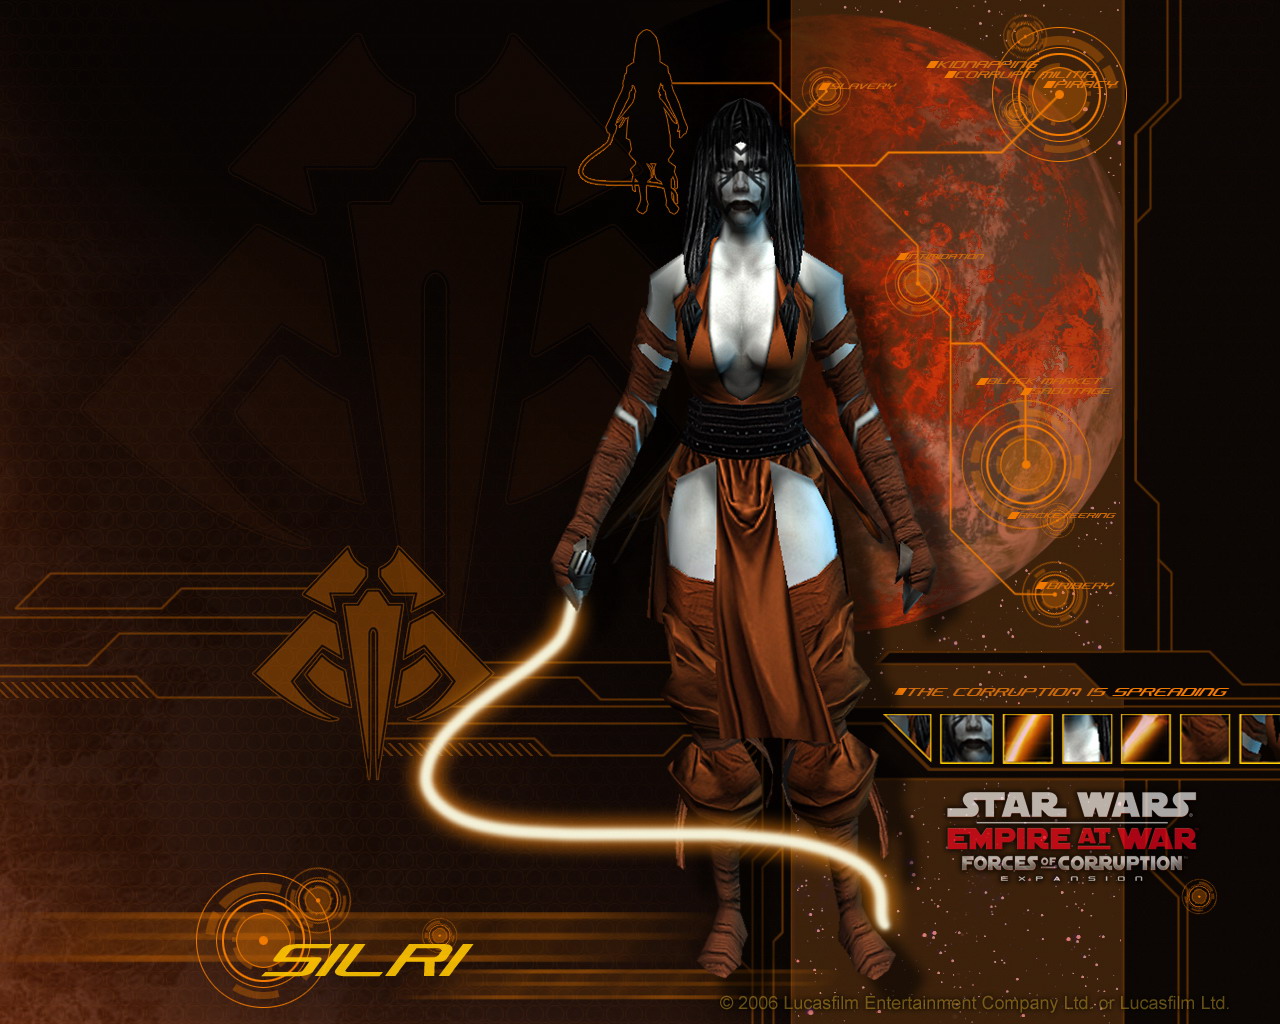 KIDNAPPING
CORRUPT MILITIA
PIRACY
SLAVERY
INTIMIDATION
BLACK MARKET
SABOTAGE
RACKETEERING
BRIBERY
THE CORRUPTION IS SPREADING
STAR WARS
EMPIRE AT WAR
FORCES OF CORRUPTION
EXPANSION
SILRI
© 2006 Lucasfilm Entertainment Company Ltd. or Lucasfilm Ltd.